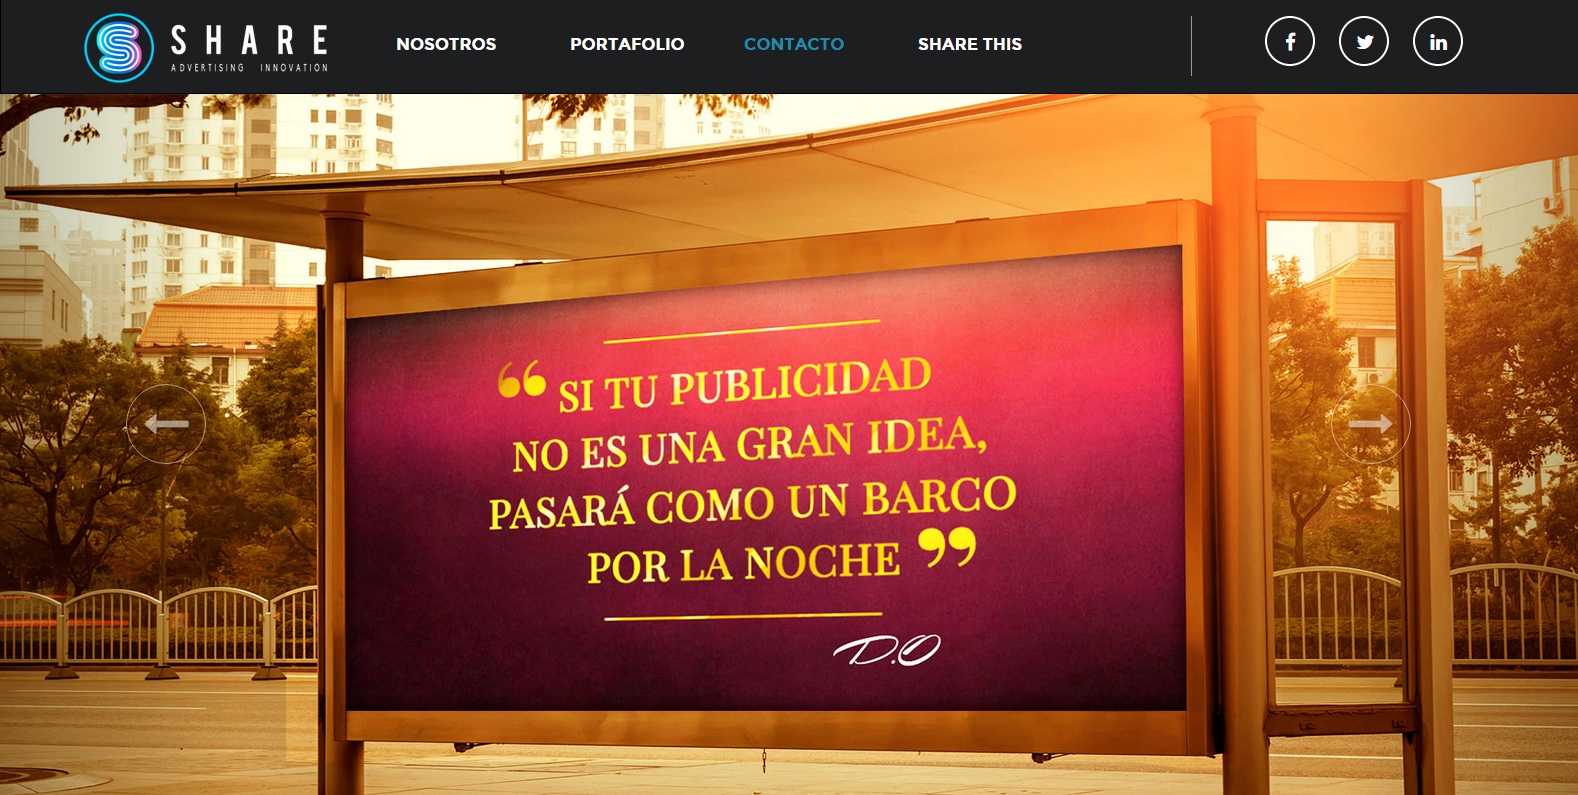 SHARE
ADVERTISING INNOVATION
NOSOTROS
PORTAFOLIO
CONTACTO
SHARE THIS
“ SI TU PUBLICIDAD
NO ES UNA GRAN IDEA,
PASARÁ COMO UN BARCO
POR LA NOCHE ”
D.O